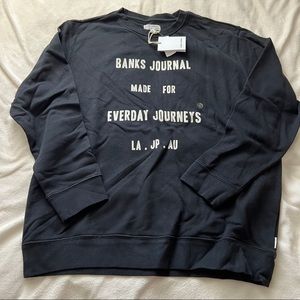 BANKS JOURNAL
MADE FOR
EVERDAY JOURNEYS
LA . JP . AU